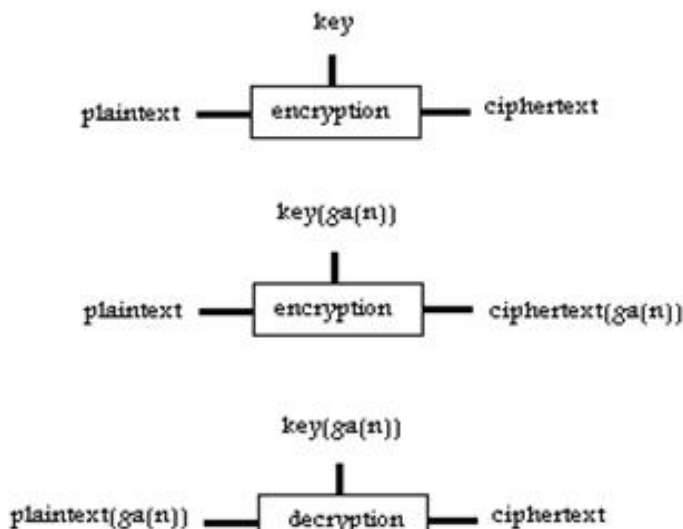 key
plaintext encryption ciphertext
key(ga(n))
plaintext encryption ciphertext(ga(n))
key(ga(n))
plaintext(ga(n)) decryption ciphertext